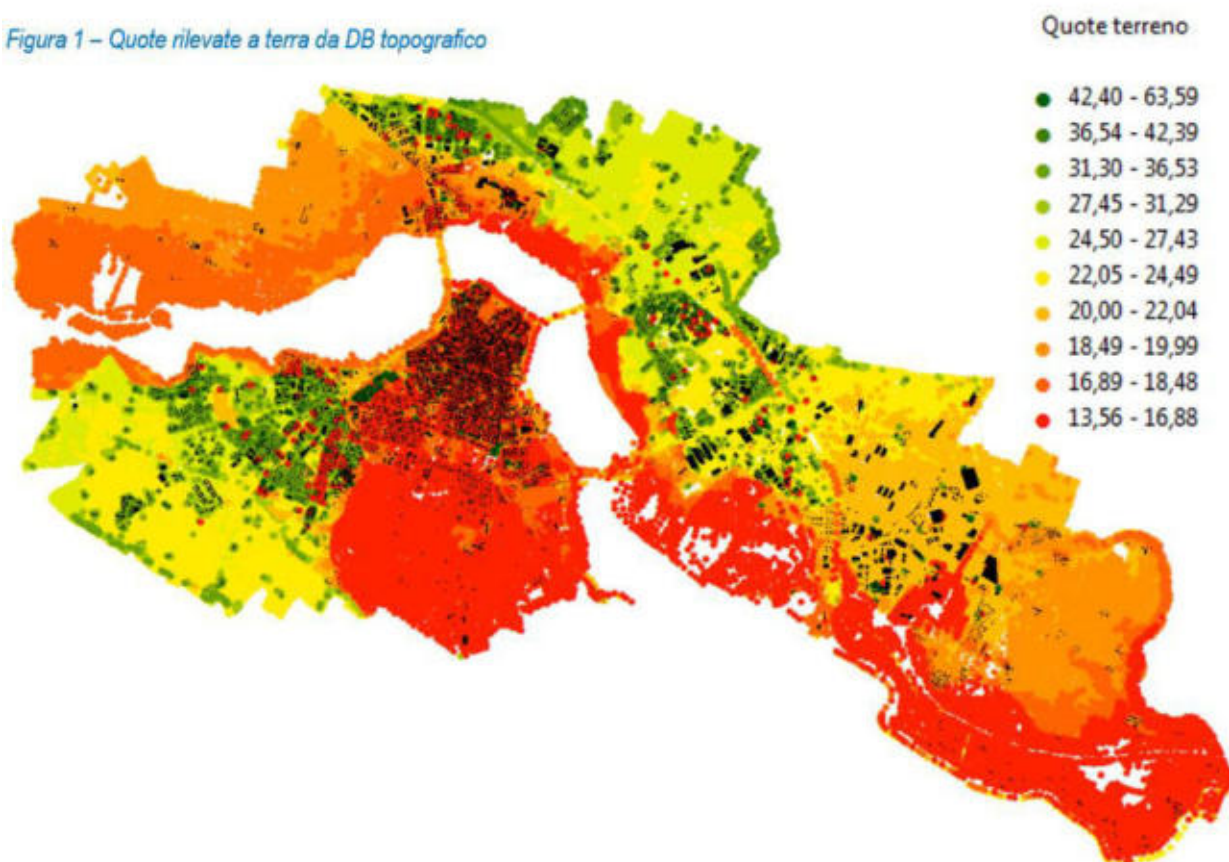 Figura 1 – Quote rilevate a terra da DB topografico
Quote terreno
42,40 - 63,59
36,54 - 42,39
31,30 - 36,53
27,45 - 31,29
24,50 - 27,43
22,05 - 24,49
20,00 - 22,04
18,49 - 19,99
16,89 - 18,48
13,56 - 16,88